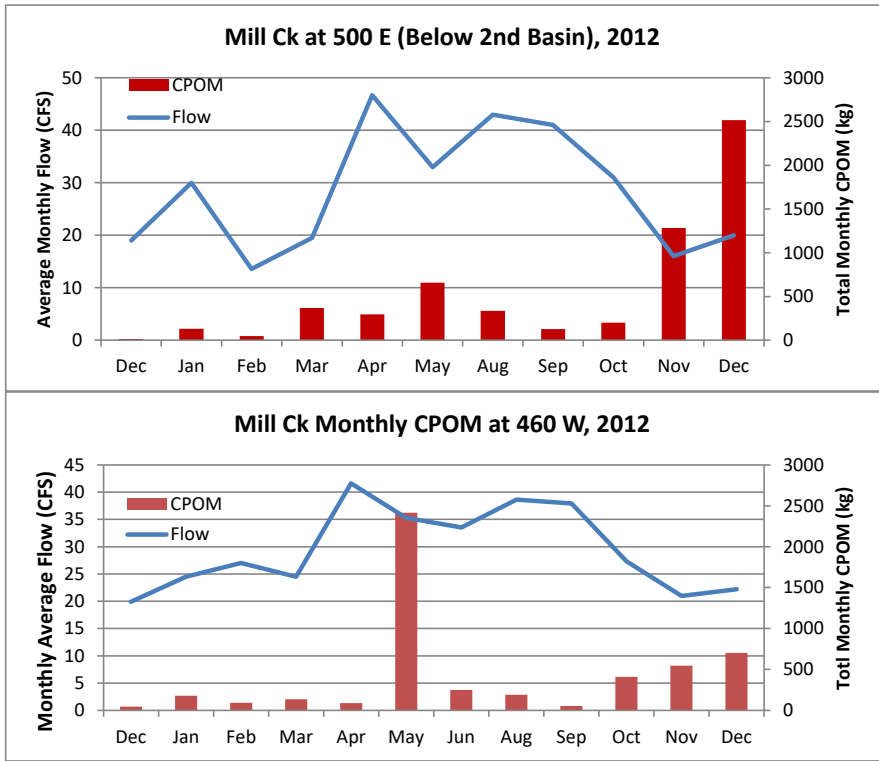 Mill Ck at 500 E (Below 2nd Basin), 2012
CPOM
Flow
Average Monthly Flow (CFS)
50
40
30
20
10
0
3000
2500
2000
1500
1000
500
0
Total Monthly CPOM (kg)
Dec Jan Feb Mar Apr May Aug Sep Oct Nov Dec
Mill Ck Monthly CPOM at 460 W, 2012
CPOM
Flow
Monthly Average Flow (CFS)
45
40
35
30
25
20
15
10
5
0
3000
2500
2000
1500
1000
500
0
Totl Monthly CPOM (kg)
Dec Jan Feb Mar Apr May Jun Aug Sep Oct Nov Dec